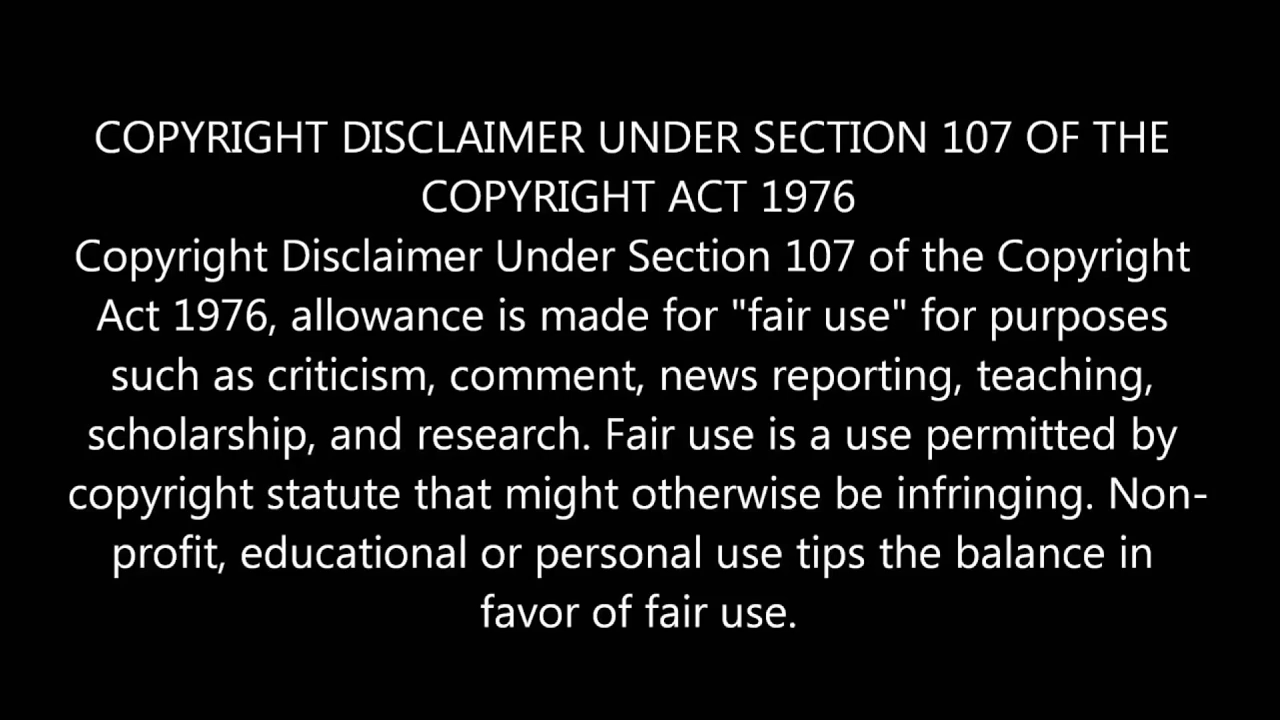 COPYRIGHT DISCLAIMER UNDER SECTION 107 OF THE
COPYRIGHT ACT 1976
Copyright Disclaimer Under Section 107 of the Copyright
Act 1976, allowance is made for "fair use" for purposes
such as criticism, comment, news reporting, teaching,
scholarship, and research. Fair use is a use permitted by
copyright statute that might otherwise be infringing. Non-
profit, educational or personal use tips the balance in
favor of fair use.